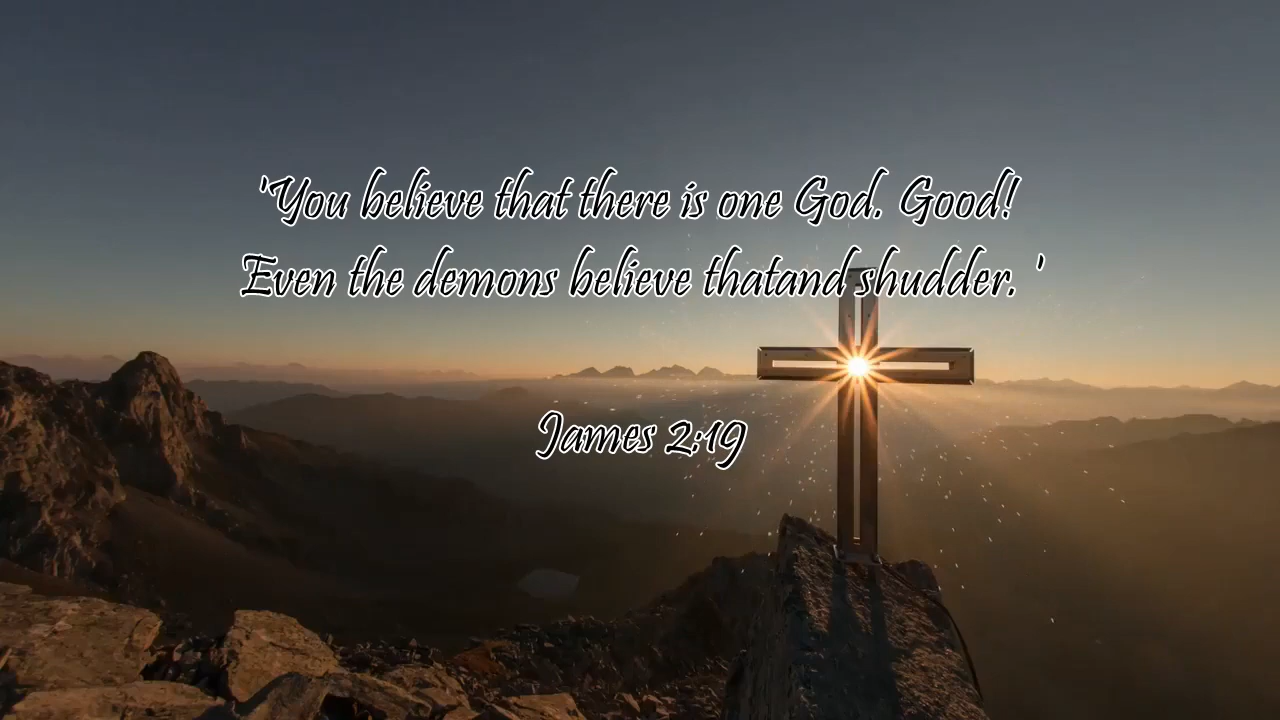 'You believe that there is one God. Good!
Even the demons believe thatand shudder. '
James 2:19